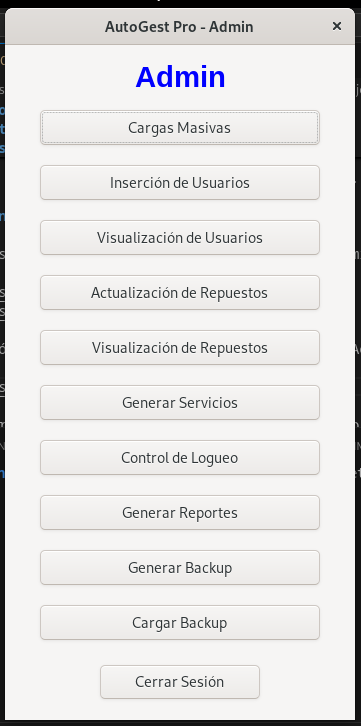 AutoGest Pro - Admin
Admin
Cargas Masivas
Inserción de Usuarios
Visualización de Usuarios
Actualización de Repuestos
Visualización de Repuestos
Generar Servicios
Control de Logueo
Generar Reportes
Generar Backup
Cargar Backup
Cerrar Sesión